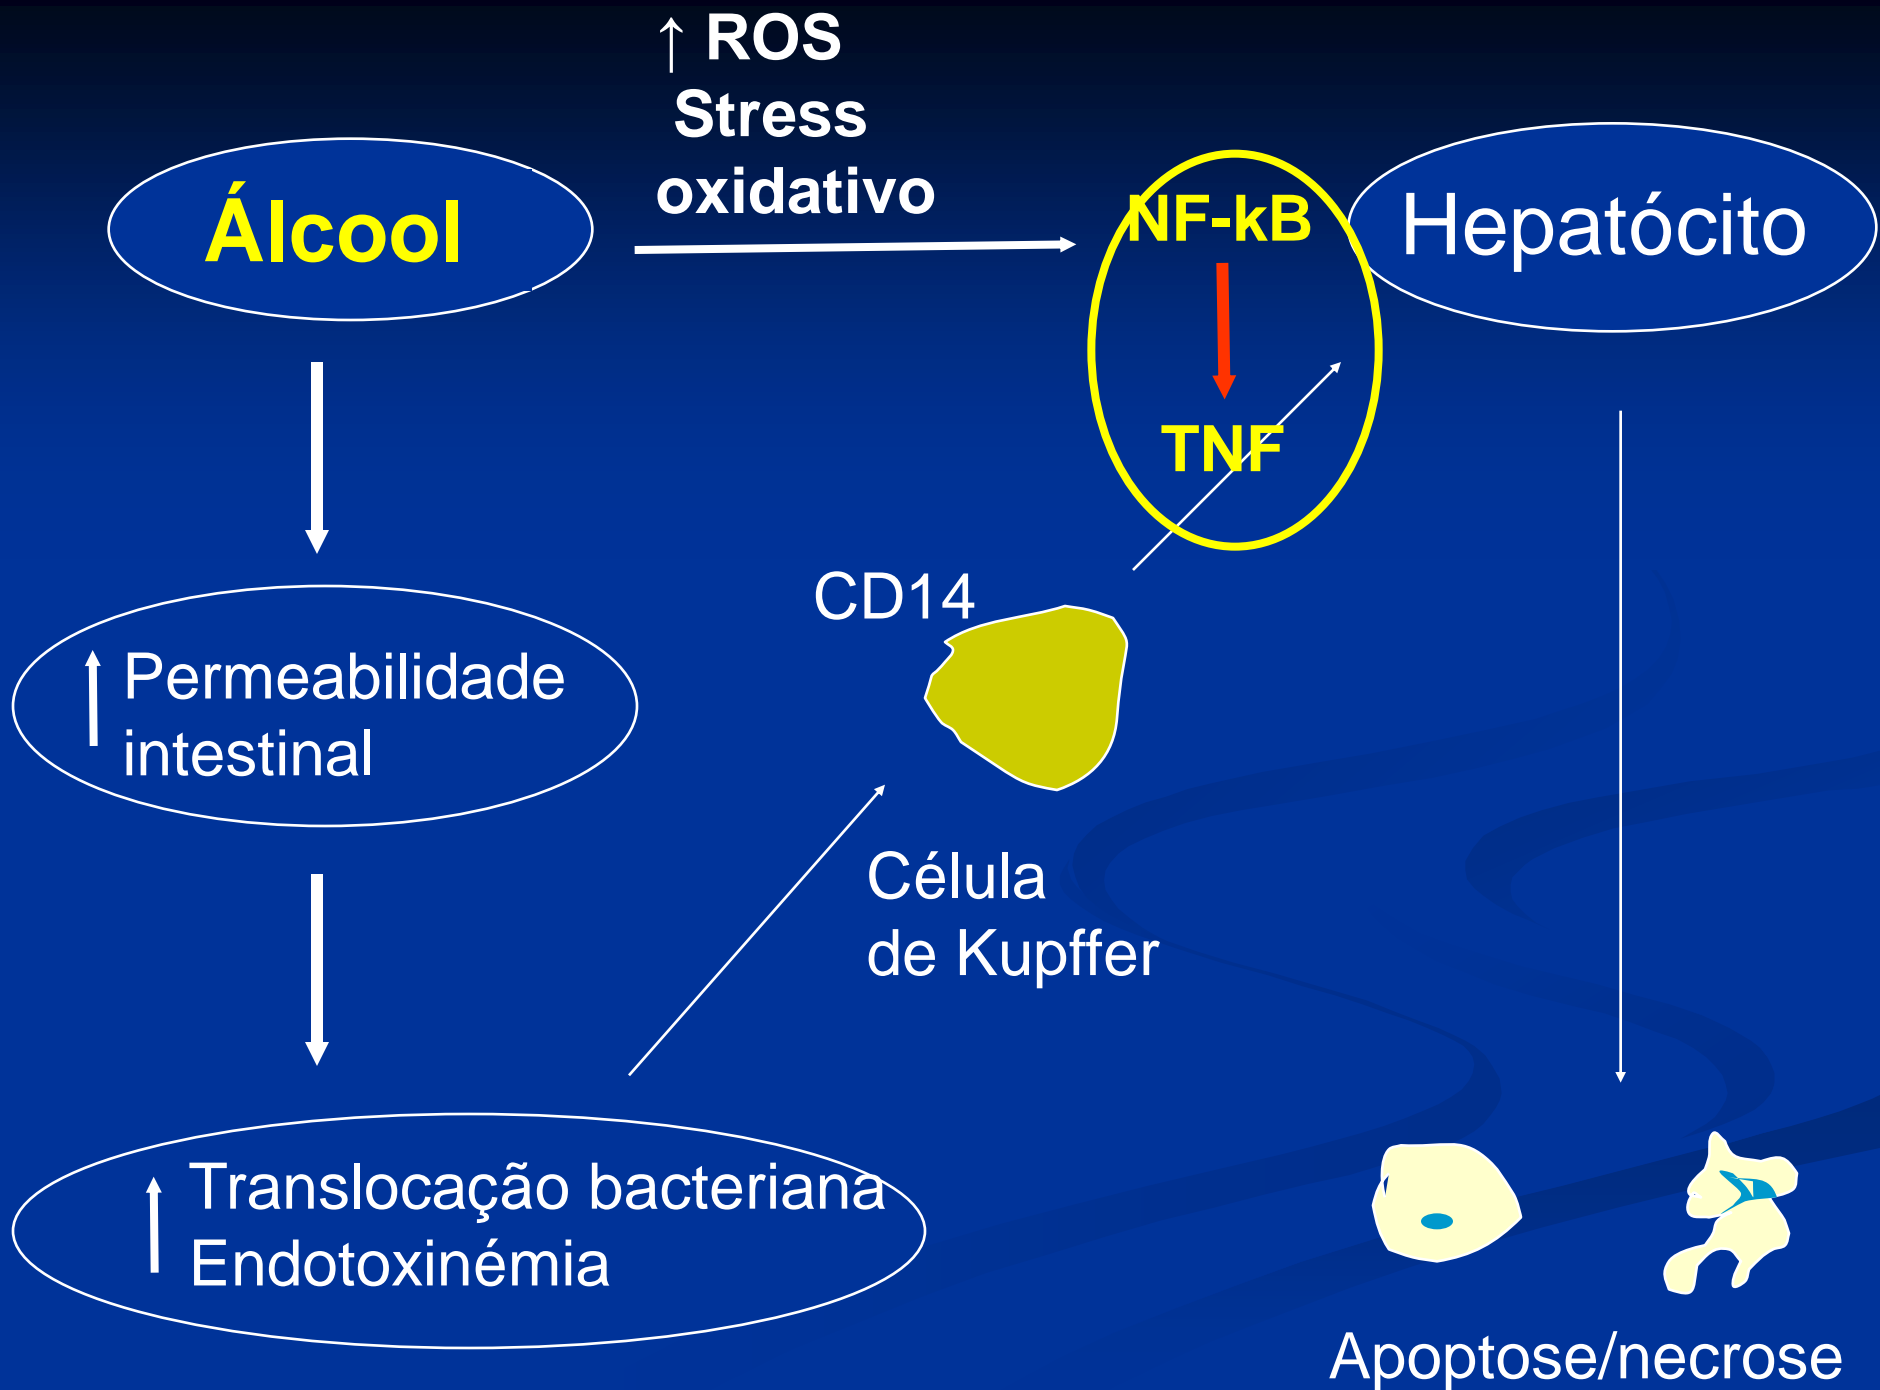 ↑ ROS
Stress
oxidativo
Álcool
NF-kB
Hepatócito
TNF
CD14
Permeabilidade
intestinal
Célula
de Kupffer
Translocação bacteriana
Endotoxinémia
Apoptose/necrose